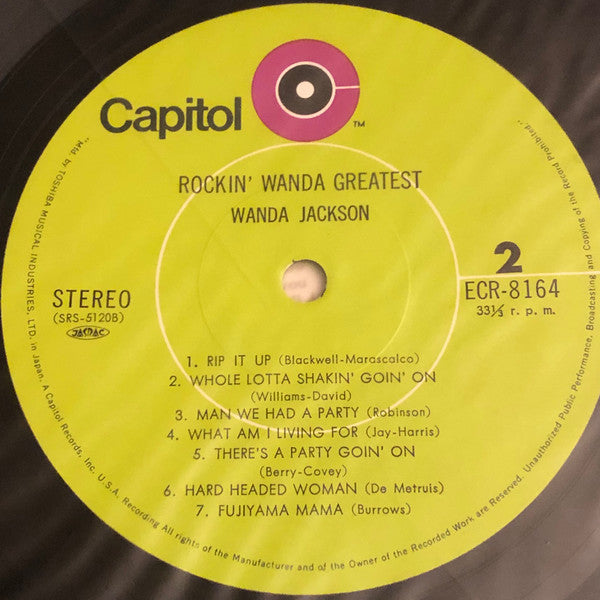 Capitol
TM
ROCKIN' WANDA GREATEST
WANDA JACKSON
2
STEREO
ECR-8164
(SRS-5120B)
33⅓ r. p. m.
JASRAC
1. RIP IT UP (Blackwell-Marascalco)
2. WHOLE LOTTA SHAKIN' GOIN' ON
(Williams-David)
3. MAN WE HAD A PARTY (Robinson)
4. WHAT AM I LIVING FOR (Jay-Harris)
5. THERE'S A PARTY GOIN' ON
(Berry-Covey)
6. HARD HEADED WOMAN (De Metruis)
7. FUJIYAMA MAMA (Burrows)
"Mfd. by TOSHIBA MUSICAL INDUSTRIES, LTD. in Japan. A Capitol Records, Inc. U.S.A. Recording All rights of the Manufacturer and of the Owner of the Recorded Work are Reserved. Unauthorized Public Performance, Broadcasting and Copying of the Record Prohibited"